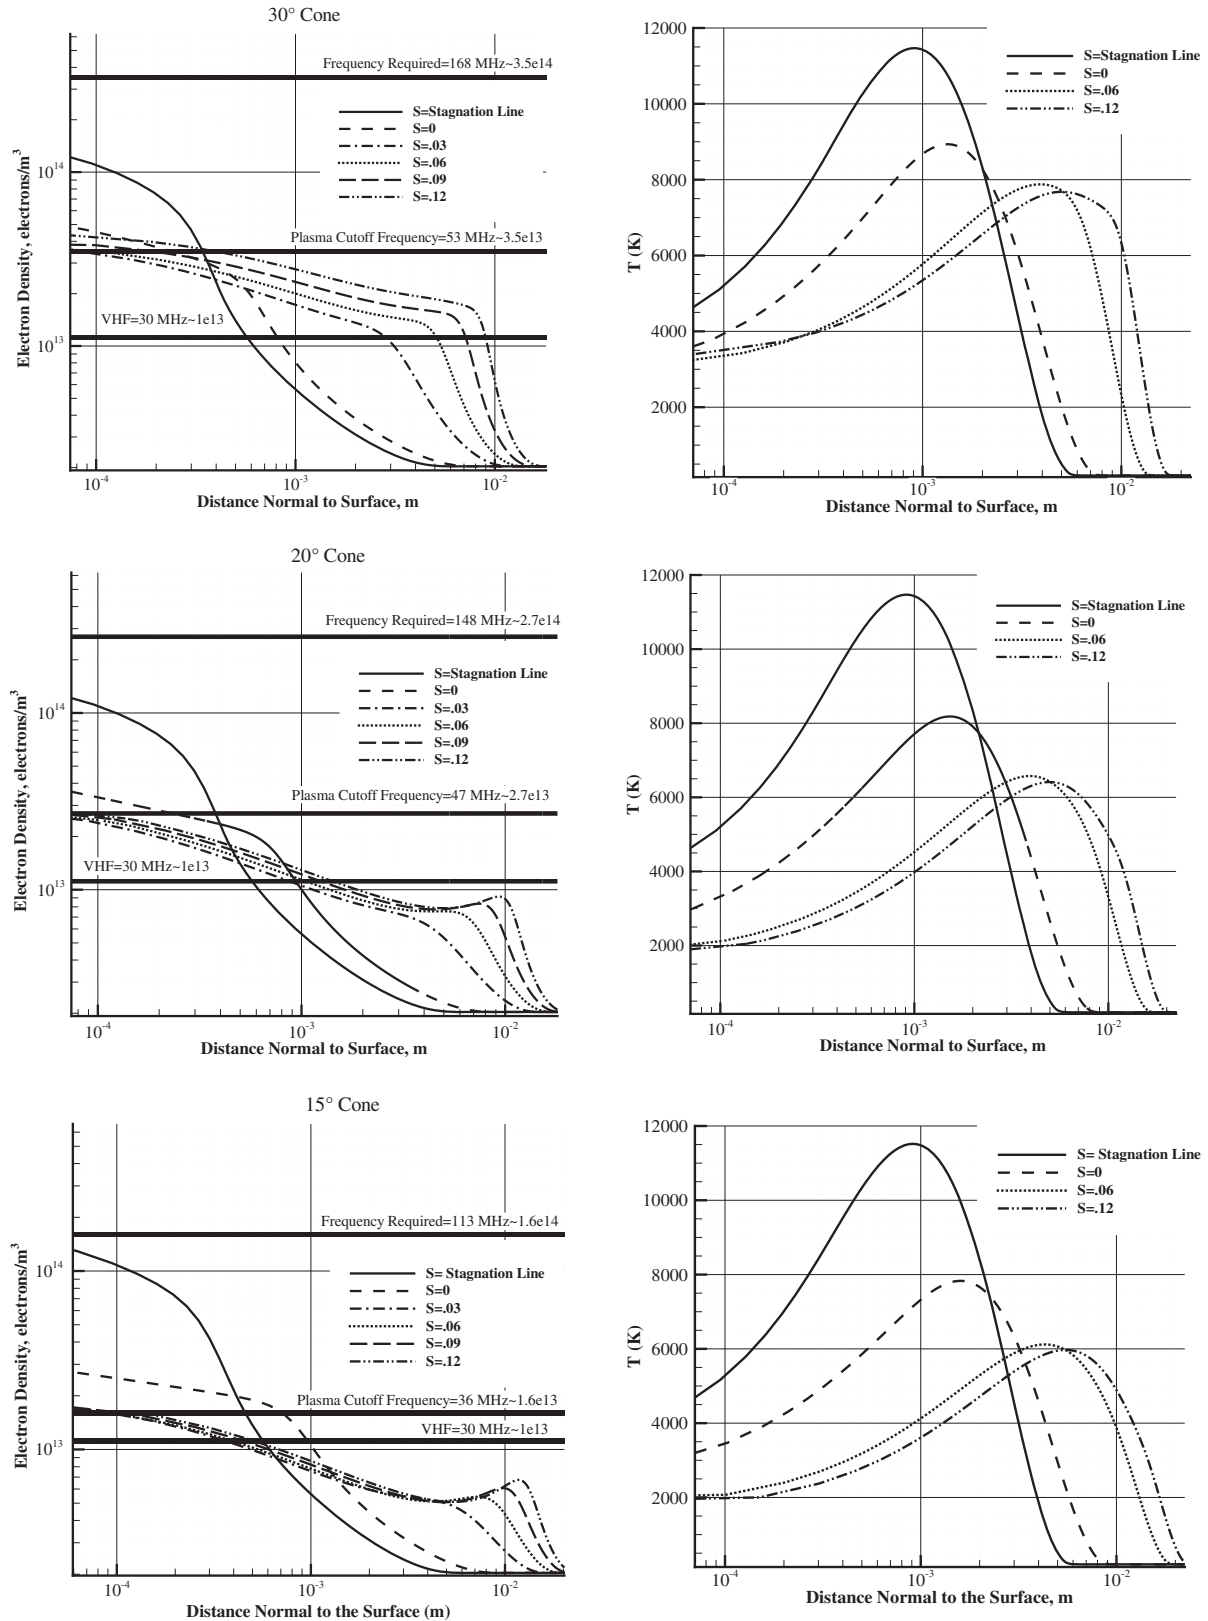 30° Cone
Frequency Required=168 MHz~3.5e14
S=Stagnation Line
S=0
S=.03
S=.06
S=.09
S=.12
Plasma Cutoff Frequency=53 MHz~3.5e13
VHF=30 MHz~1e13
10^14
10^13
Electron Density, electrons/m^3
10^-4
10^-3
10^-2
Distance Normal to Surface, m
12000
10000
8000
6000
4000
2000
T (K)
S=Stagnation Line
S=0
S=.06
S=.12
10^-4
10^-3
10^-2
Distance Normal to Surface, m
20° Cone
Frequency Required=148 MHz~2.7e14
S=Stagnation Line
S=0
S=.03
S=.06
S=.09
S=.12
Plasma Cutoff Frequency=47 MHz~2.7e13
VHF=30 MHz~1e13
10^14
10^13
Electron Density, electrons/m^3
10^-4
10^-3
10^-2
Distance Normal to Surface, m
12000
10000
8000
6000
4000
2000
T (K)
S=Stagnation Line
S=0
S=.06
S=.12
10^-4
10^-3
10^-2
Distance Normal to Surface, m
15° Cone
Frequency Required=113 MHz~1.6e14
S= Stagnation Line
S=0
S=.03
S=.06
S=.09
S=.12
Plasma Cutoff Frequency=36 MHz~1.6e13
VHF=30 MHz~1e13
10^14
10^13
Electron Density, electrons/m^3
10^-4
10^-3
10^-2
Distance Normal to the Surface (m)
12000
10000
8000
6000
4000
2000
T (K)
S= Stagnation Line
S=0
S=.06
S=.12
10^-4
10^-3
10^-2
Distance Normal to Surface, m